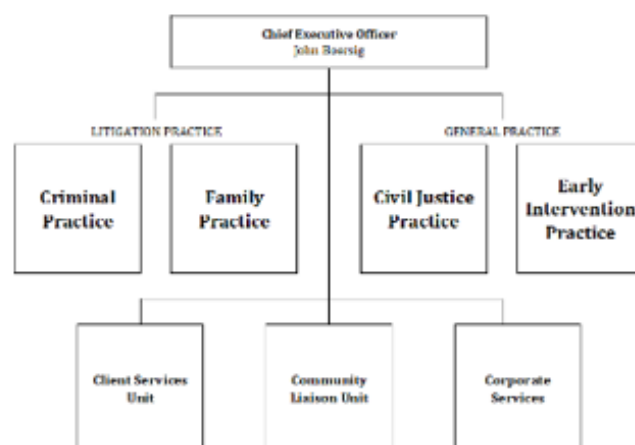 Chief Executive Officer
John Boersig
LITIGATION PRACTICE
GENERAL PRACTICE
Criminal
Practice
Family
Practice
Civil Justice
Practice
Early
Intervention
Practice
Client Services
Unit
Community
Liaison Unit
Corporate
Services